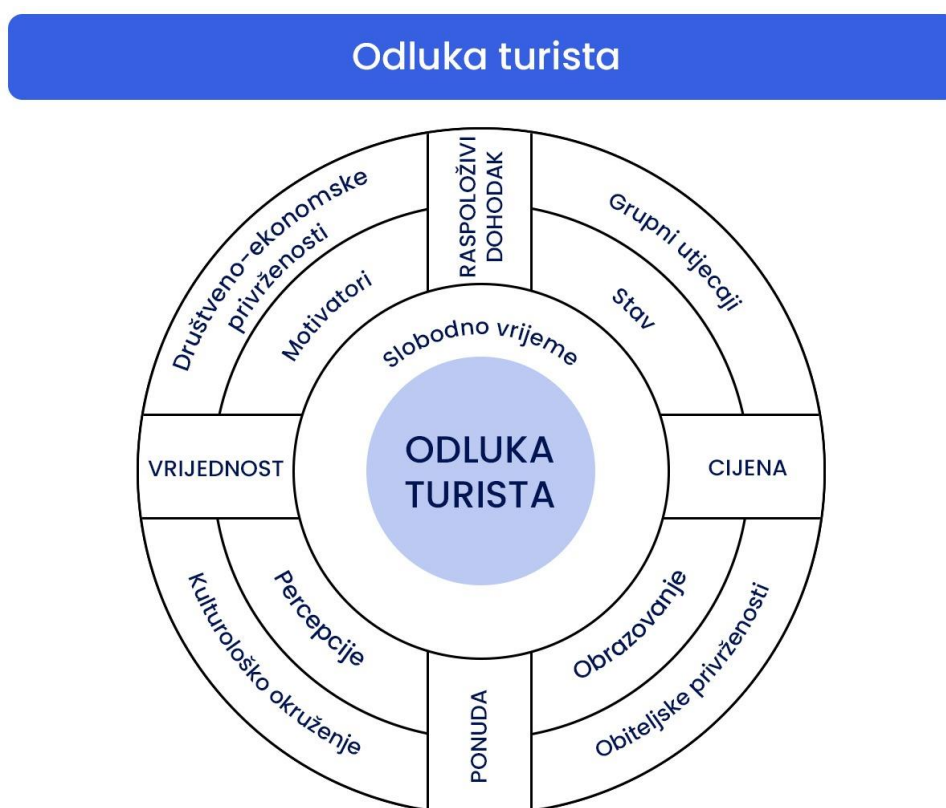 Odluka turista
RASPOLOŽIVI
DOHODAK
Društveno-ekonomske
privrženosti
Motivatori
Grupni utjecaji
Stav
Slobodno vrijeme
ODLUKA
TURISTA
VRIJEDNOST
CIJENA
Kulturološko okruženje
Percepcije
Obrazovanje
Obiteljske privrženosti
PONUDA